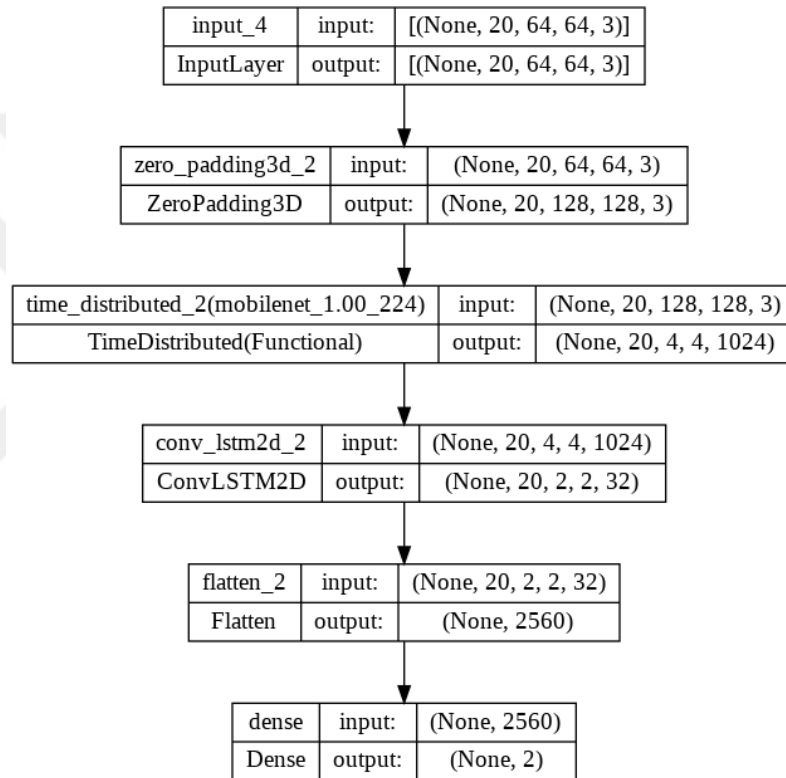 input_4 input: [(None, 20, 64, 64, 3)]
InputLayer output: [(None, 20, 64, 64, 3)]
zero_padding3d_2 input: (None, 20, 64, 64, 3)
ZeroPadding3D output: (None, 20, 128, 128, 3)
time_distributed_2(mobilenet_1.00_224) input: (None, 20, 128, 128, 3)
TimeDistributed(Functional) output: (None, 20, 4, 4, 1024)
conv_lstm2d_2 input: (None, 20, 4, 4, 1024)
ConvLSTM2D output: (None, 20, 2, 2, 32)
flatten_2 input: (None, 20, 2, 2, 32)
Flatten output: (None, 2560)
dense input: (None, 2560)
Dense output: (None, 2)